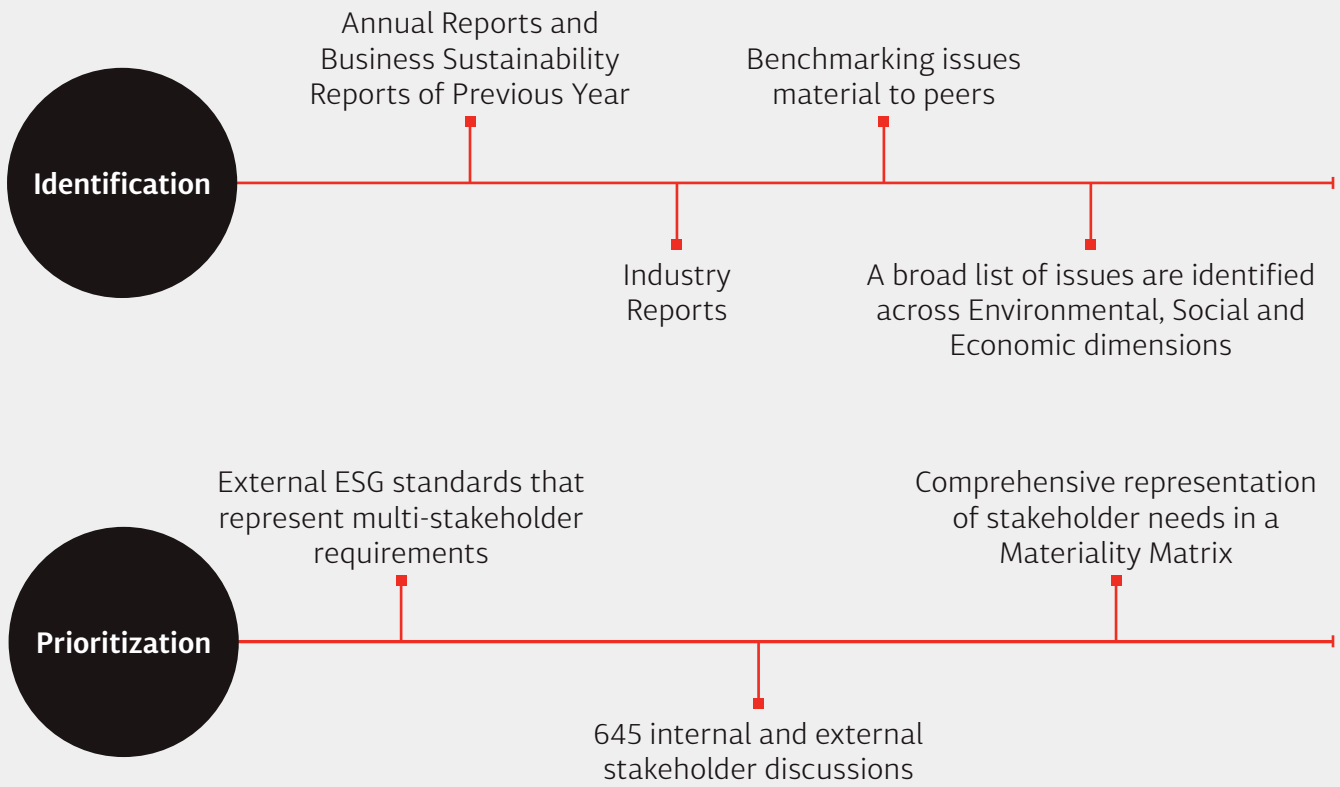 Identification
Annual Reports and
Business Sustainability
Reports of Previous Year
Industry
Reports
Benchmarking issues
material to peers
A broad list of issues are identified
across Environmental, Social and
Economic dimensions
Prioritization
External ESG standards that
represent multi-stakeholder
requirements
645 internal and external
stakeholder discussions
Comprehensive representation
of stakeholder needs in a
Materiality Matrix